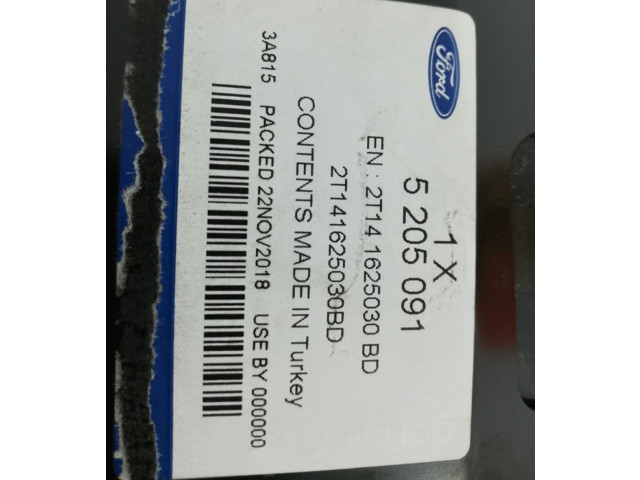 Ford
1 X
5 205 091
EN : 2T14 1625030 BD
2T141625030BD
CONTENTS MADE IN Turkey
3A815 PACKED 22NOV2018 USE BY 000000